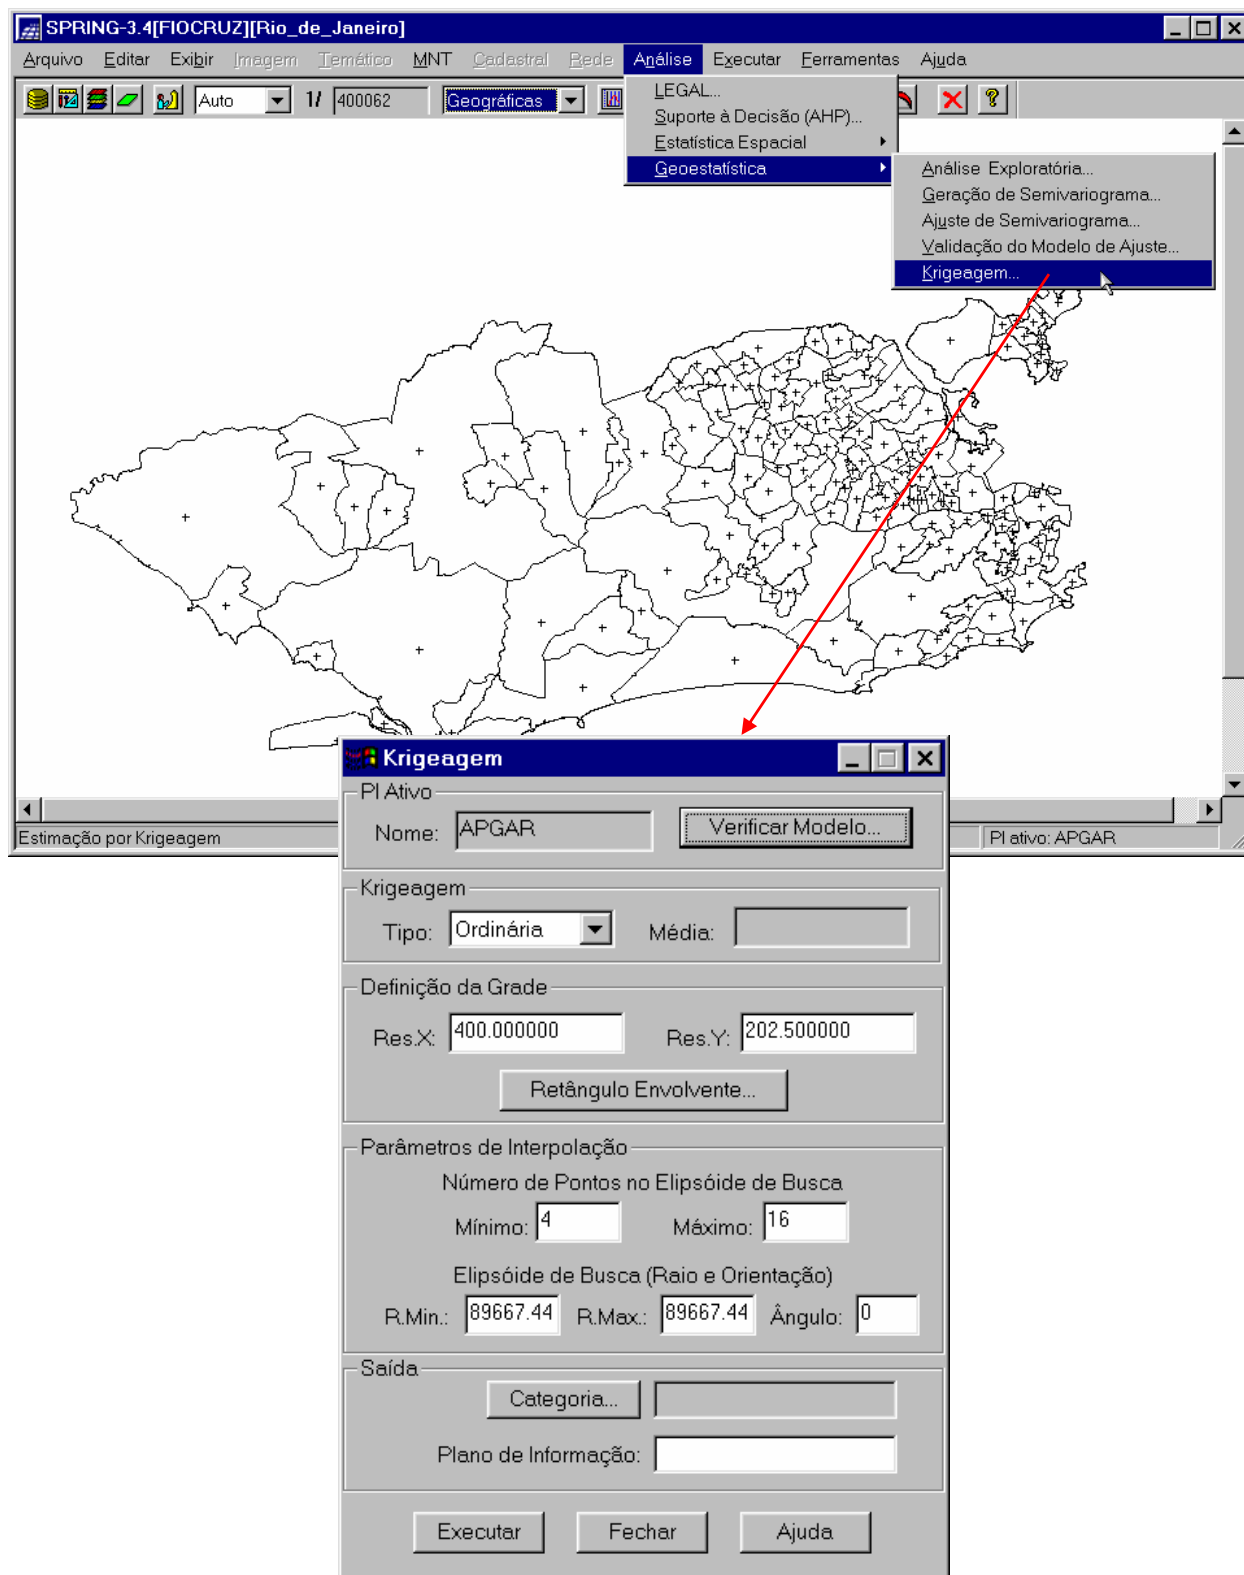 SPRING-3.4[FIOCRUZ][Rio_de_Janeiro]
Arquivo Editar Exibir Imagem Temático MNT Cadastral Rede Análise Executar Ferramentas Ajuda
Auto 1/ 400062 Geográficas
LEGAL...
Suporte à Decisão (AHP)...
Estatística Espacial
Geoestatística
Análise Exploratória...
Geração de Semivariograma...
Ajuste de Semivariograma...
Validação do Modelo de Ajuste...
Krigeagem...
Estimação por Krigeagem
PI ativo: APGAR
Krigeagem
PI Ativo
Nome: APGAR Verificar Modelo...
Krigeagem
Tipo: Ordinária Média:
Definição da Grade
Res.X: 400.000000 Res.Y: 202.500000
Retângulo Envolvente...
Parâmetros de Interpolação
Número de Pontos no Elipsóide de Busca
Mínimo: 4 Máximo: 16
Elipsóide de Busca (Raio e Orientação)
R.Min.: 89667.44 R.Max.: 89667.44 Ângulo: 0
Saída
Categoria...
Plano de Informação:
Executar Fechar Ajuda